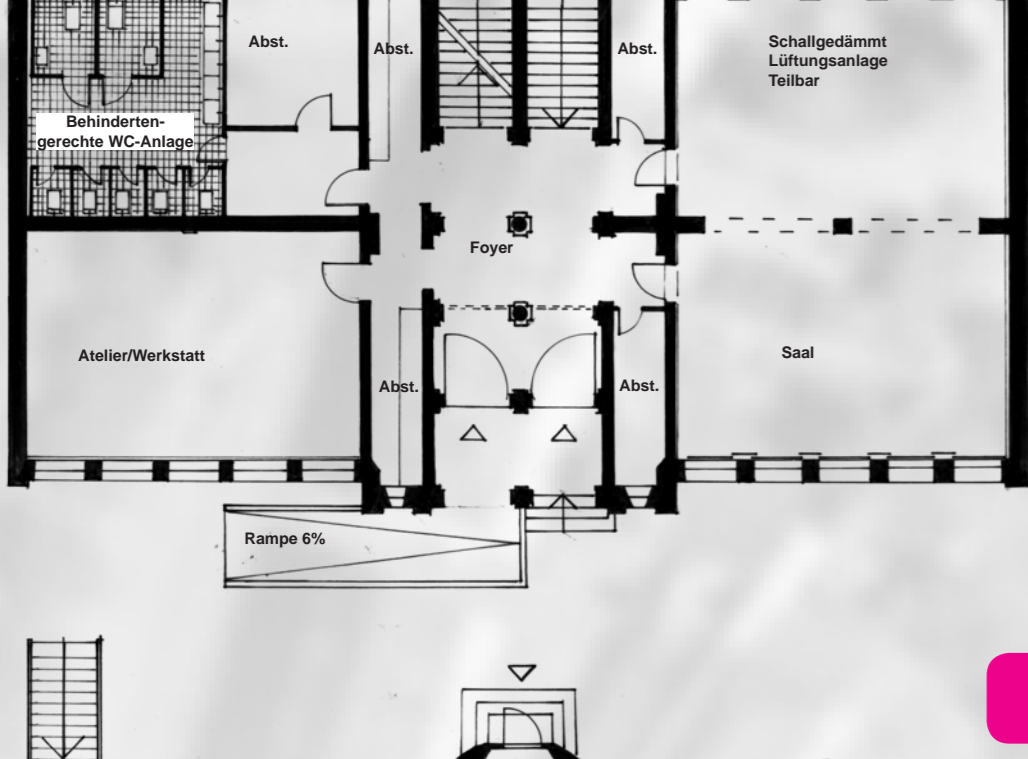 Abst.
Abst.
Abst.
Schallgedämmt
Lüftungsanlage
Teilbar
Behinderten-
gerechte WC-Anlage
Foyer
Atelier/Werkstatt
Saal
Abst.
Abst.
Rampe 6%